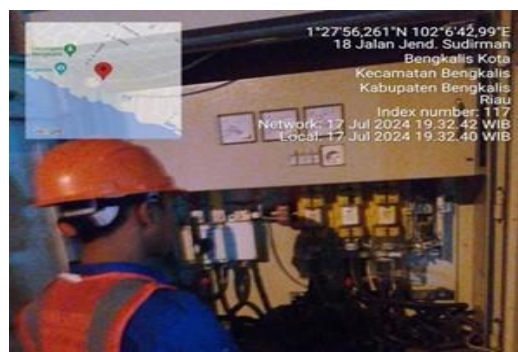 1°27'56,261"N 102°6'42,99"E
18 Jalan Jend. Sudirman
Bengkalis Kota
Kecamatan Bengkalis
Kabupaten Bengkalis
Riau
Index number: 117
Network: 17 Jul 2024 19.32.42 WIB
Local: 17 Jul 2024 19.32.40 WIB